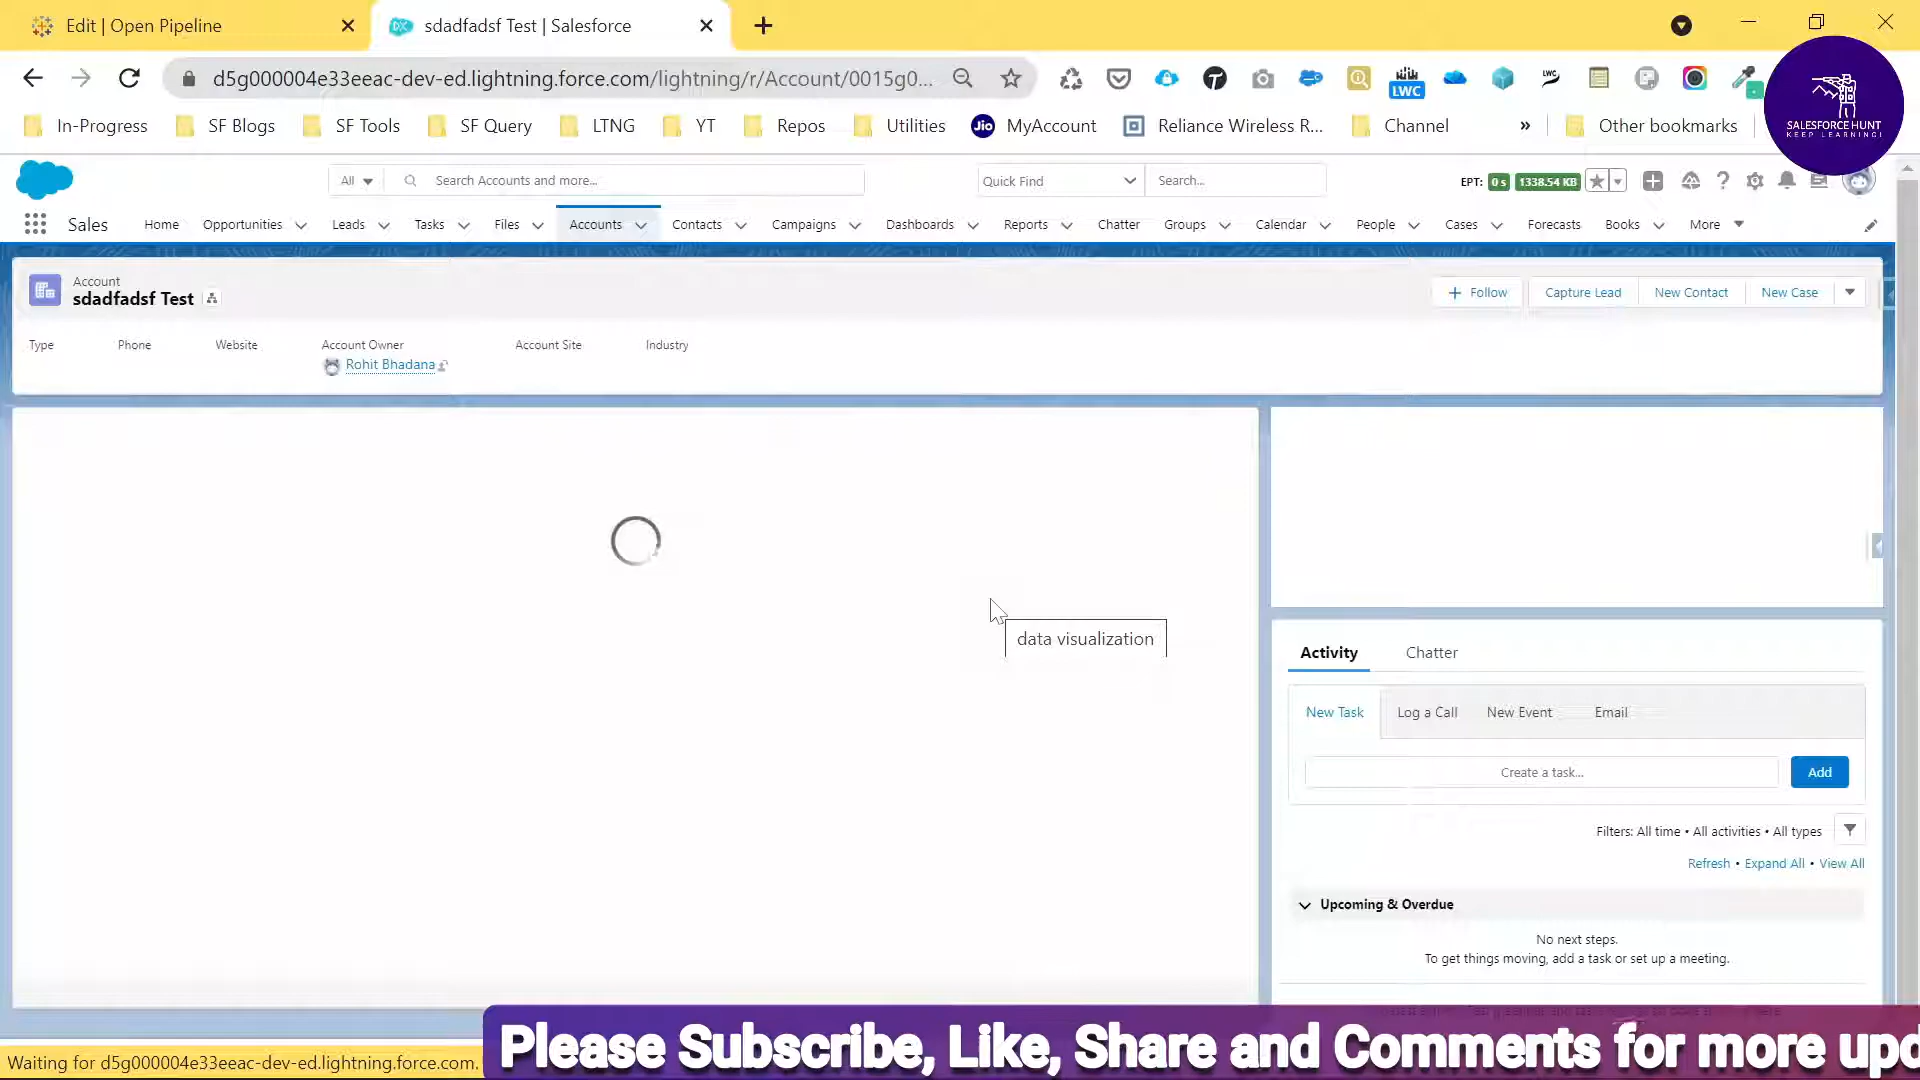 Edit | Open Pipeline
sdadfadsf Test | Salesforce
d5g000004e33eeac-dev-ed.lightning.force.com/lightning/r/Account/0015g0...
LWC
LWC
In-Progress
SF Blogs
SF Tools
SF Query
LTNG
YT
Repos
Utilities
Jio
MyAccount
Reliance Wireless R...
Channel
»
Other bookmarks
SALESFORCE HUNT
KEEP LEARNING!
All
Search Accounts and more...
Quick Find
Search...
EPT: 0 s 1338.54 KB
Sales
Home
Opportunities
Leads
Tasks
Files
Accounts
Contacts
Campaigns
Dashboards
Reports
Chatter
Groups
Calendar
People
Cases
Forecasts
Books
More
Account
sdadfadsf Test
+ Follow
Capture Lead
New Contact
New Case
Type
Phone
Website
Account Owner
Account Site
Industry
Rohit Bhadana
data visualization
Activity
Chatter
New Task
Log a Call
New Event
Email
Create a task...
Add
Filters: All time • All activities • All types
Refresh • Expand All • View All
Upcoming & Overdue
No next steps.
To get things moving, add a task or set up a meeting.
Waiting for d5g000004e33eeac-dev-ed.lightning.force.com.
Please Subscribe, Like, Share and Comments for more upd